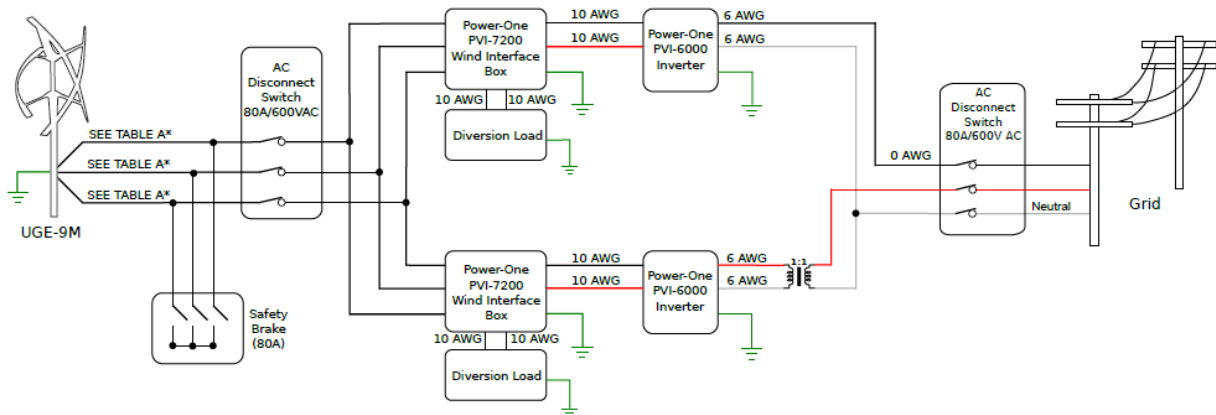 UGE-9M
SEE TABLE A*
SEE TABLE A*
SEE TABLE A*
Safety
Brake
(80A)
AC
Disconnect
Switch
80A/600VAC
Power-One
PVI-7200
Wind Interface
Box
10 AWG
10 AWG
10 AWG
10 AWG
Diversion Load
Power-One
PVI-6000
Inverter
6 AWG
6 AWG
Power-One
PVI-7200
Wind Interface
Box
10 AWG
10 AWG
10 AWG
10 AWG
Diversion Load
Power-One
PVI-6000
Inverter
6 AWG
6 AWG
1:1
0 AWG
AC
Disconnect
Switch
80A/600V AC
Neutral
Grid